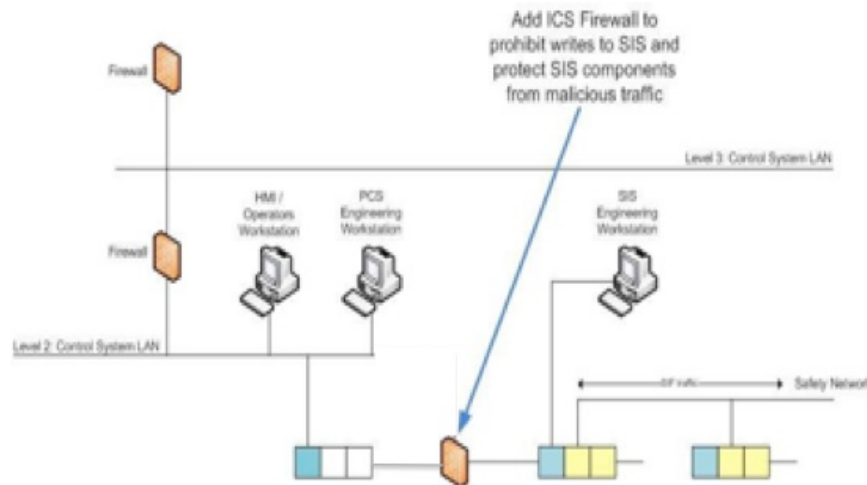 Add ICS Firewall to
prohibit writes to SIS and
protect SIS components
from malicious traffic
Firewall
Level 3: Control System LAN
HMI /
Operators
Workstation
PCS
Engineering
Workstation
SIS
Engineering
Workstation
Firewall
Level 2: Control System LAN
Safety Network